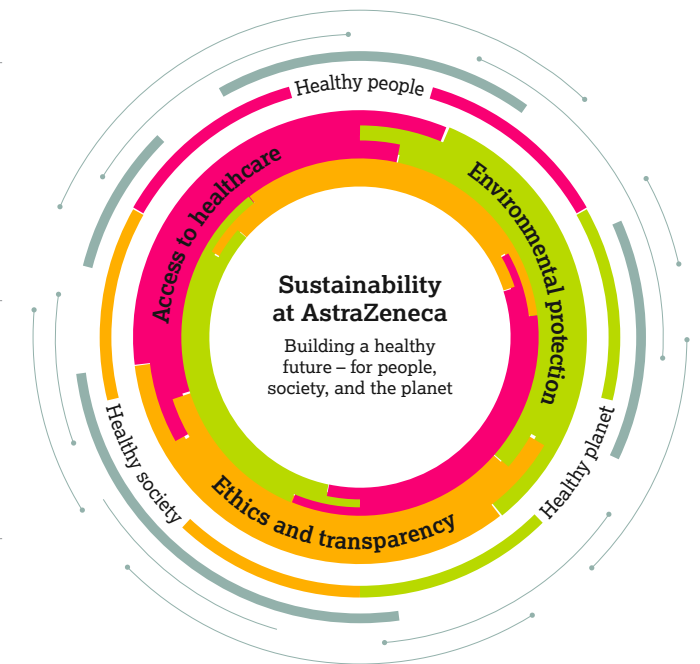 Healthy people
Access to healthcare
Environmental protection
Sustainability
at AstraZeneca
Building a healthy
future – for people,
society, and the planet
Healthy society
Healthy planet
Ethics and transparency